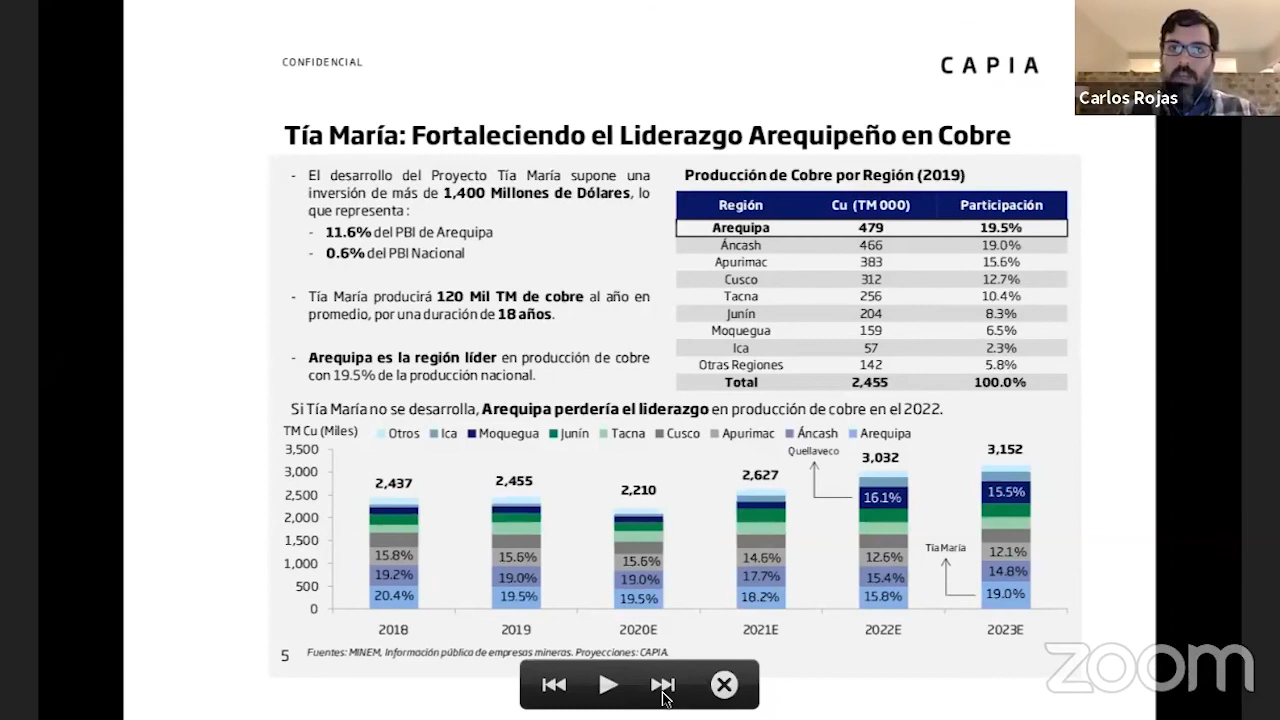 CONFIDENCIAL
CAPIA
Carlos Rojas
Tía María: Fortaleciendo el Liderazgo Arequipeño en Cobre
- El desarrollo del Proyecto Tía María supone una
inversión de más de 1,400 Millones de Dólares, lo
que representa :
- 11.6% del PBI de Arequipa
- 0.6% del PBI Nacional
- Tía María producirá 120 Mil TM de cobre al año en
promedio, por una duración de 18 años.
- Arequipa es la región líder en producción de cobre
con 19.5% de la producción nacional.
Producción de Cobre por Región (2019)
Región Cu (TM 000) Participación
Arequipa 479 19.5%
Áncash 466 19.0%
Apurimac 383 15.6%
Cusco 312 12.7%
Tacna 256 10.4%
Junín 204 8.3%
Moquegua 159 6.5%
Ica 57 2.3%
Otras Regiones 142 5.8%
Total 2,455 100.0%
Si Tía María no se desarrolla, Arequipa perdería el liderazgo en producción de cobre en el 2022.
TM Cu (Miles)
Otros Ica Moquegua Junín Tacna Cusco Apurimac Áncash Arequipa
3,500
3,000
2,500
2,000
1,500
1,000
500
0
2,437 2,455 2,210 2,627 3,032 3,152
Quellaveco
16.1% 15.5%
Tía María
15.8% 15.6% 15.6% 14.6% 12.6% 12.1%
19.2% 19.0% 19.0% 17.7% 15.4% 14.8%
20.4% 19.5% 19.5% 18.2% 15.8% 19.0%
2018 2019 2020E 2021E 2022E 2023E
5
Fuentes: MINEM, Información pública de empresas mineras. Proyecciones: CAPIA.
zoom